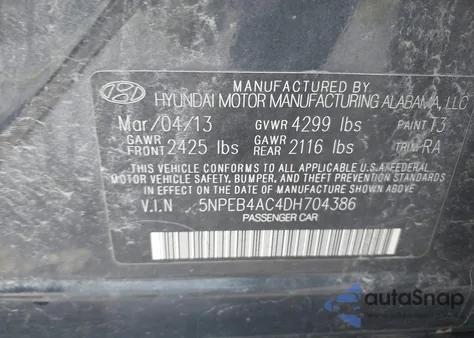 MANUFACTURED BY
HYUNDAI MOTOR MANUFACTURING ALABAMA, LLC
Mar/04/13 GVWR 4299 lbs PAINT T3
GAWR FRONT 2425 lbs GAWR REAR 2116 lbs TRIM RA
THIS VEHICLE CONFORMS TO ALL APPLICABLE U.S.A FEDERAL
MOTOR VEHICLE SAFETY, BUMPER, AND THEFT PREVENTION STANDARDS
IN EFFECT ON THE DATE OF MANUFACTURE SHOWN ABOVE.
V.I.N 5NPEB4AC4DH704386
PASSENGER CAR
autoSnap